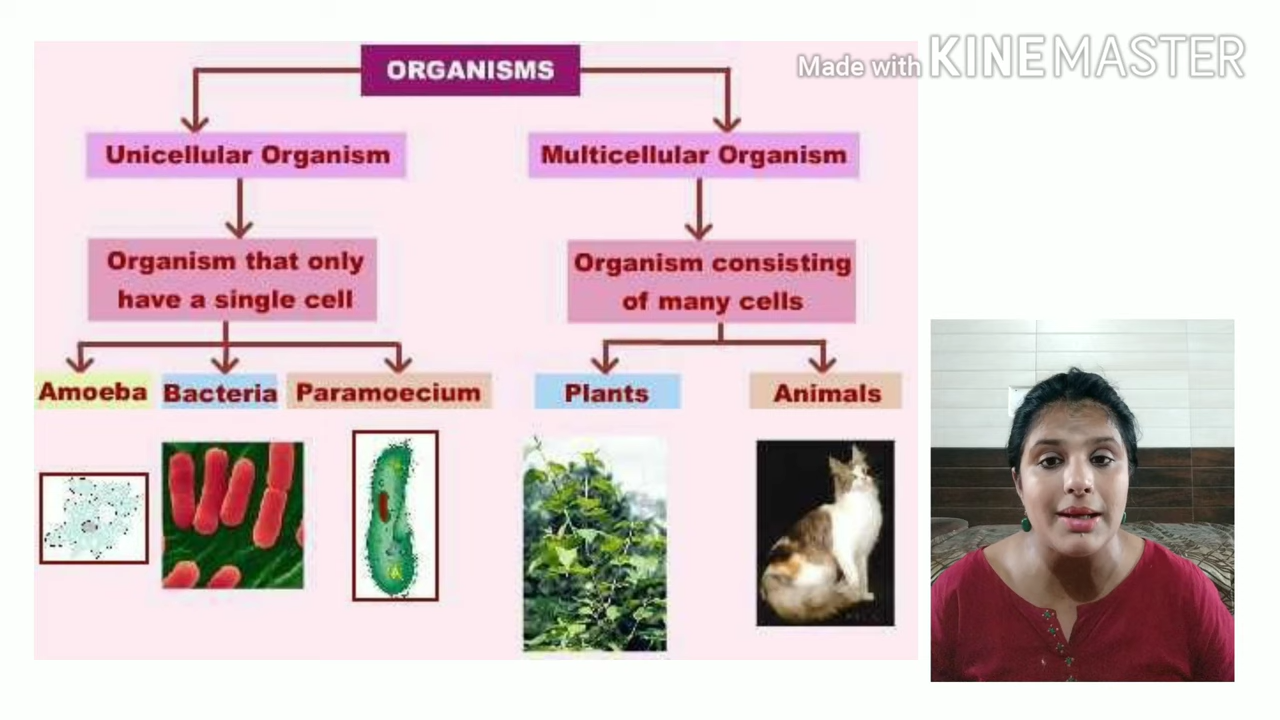 ORGANISMS
Made with KINEMASTER
Unicellular Organism
Multicellular Organism
Organism that only
have a single cell
Organism consisting
of many cells
Amoeba
Bacteria
Paramoecium
Plants
Animals